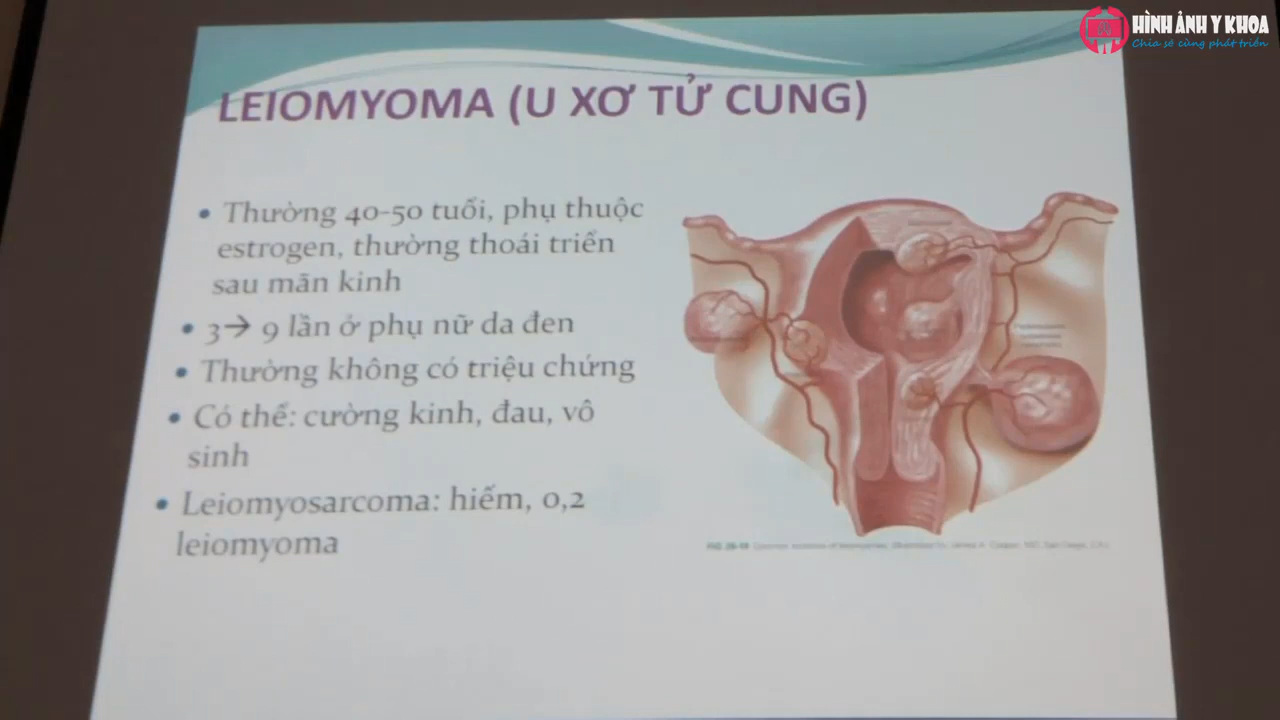 HÌNH ẢNH Y KHOA
Chia sẻ cùng phát triển
LEIOMYOMA (U XƠ TỬ CUNG)
• Thường 40-50 tuổi, phụ thuộc
estrogen, thường thoái triển
sau mãn kinh
• 3→ 9 lần ở phụ nữ da đen
• Thường không có triệu chứng
• Có thể: cường kinh, đau, vô
sinh
• Leiomyosarcoma: hiếm, 0,2
leiomyoma